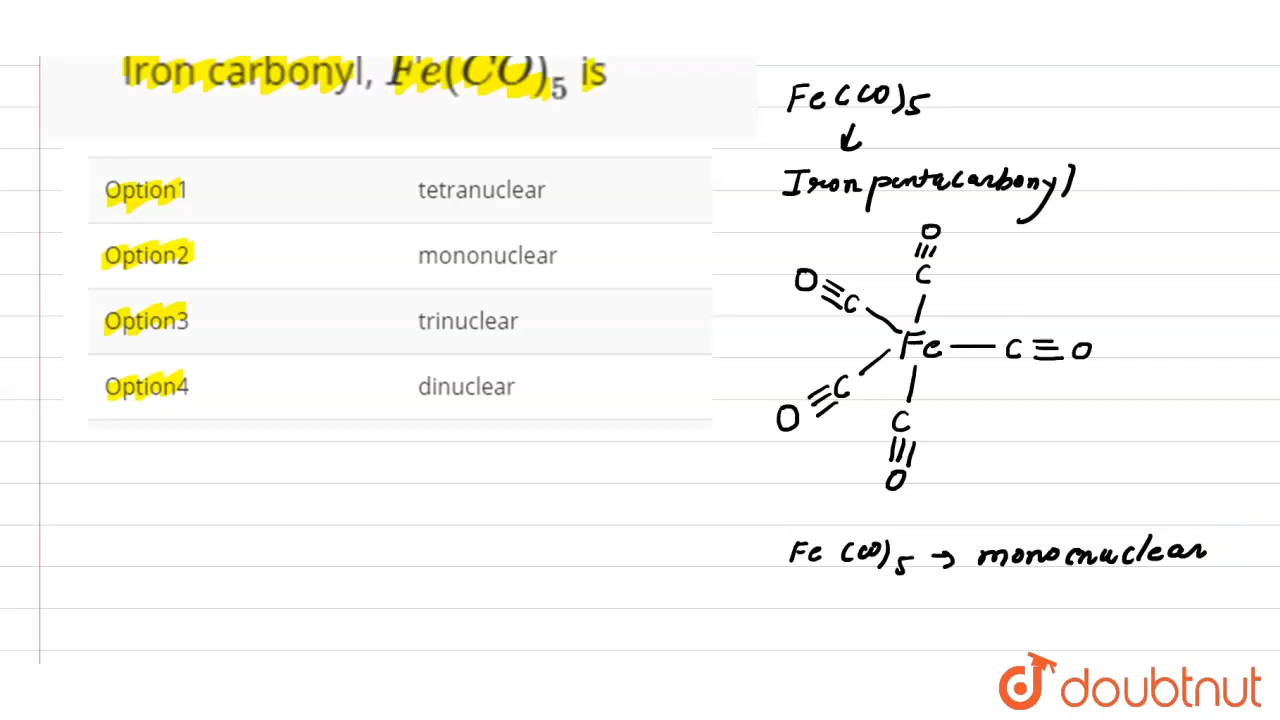 Iron carbonyl, Fe(CO)5 is
Option1 tetranuclear
Option2 mononuclear
Option3 trinuclear
Option4 dinuclear
Fe(CO)5
↓
Iron pentacarbonyl
O
≡
C
O≡C
Fe — C≡O
O≡C
C
≡
O
Fe(CO)5 → monocnuclear
doubtnut